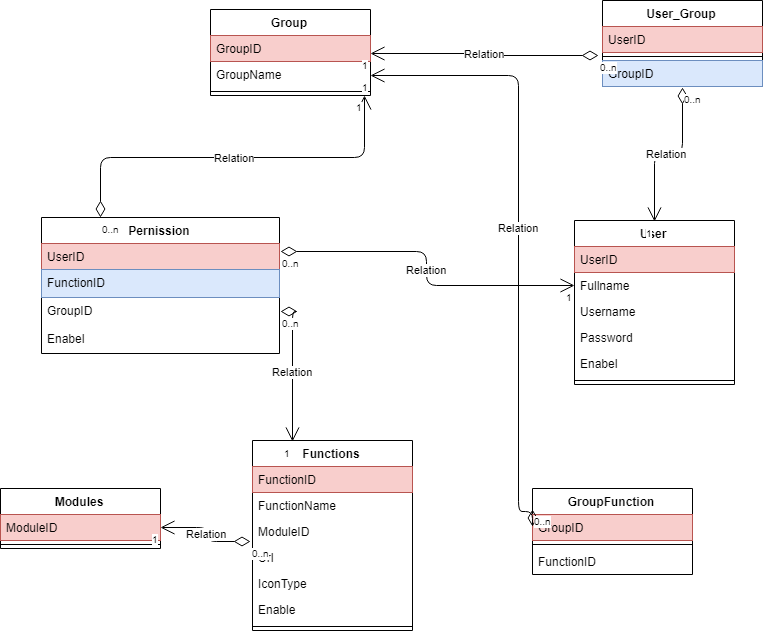 Group
GroupID
GroupName
1
1
1
Relation
0..n
User_Group
UserID
GroupID
0..n
Relation
1
Relation
0..n
Pernission
UserID
FunctionID
GroupID
Enabel
0..n
0..n
Relation
Relation
Relation
User
UserID
Fullname
Username
Password
Enabel
1
1
Functions
FunctionID
FunctionName
ModuleID
IconType
Enable
0..n
Relation
Modules
ModuleID
1
GroupFunction
GroupID
FunctionID
0..n